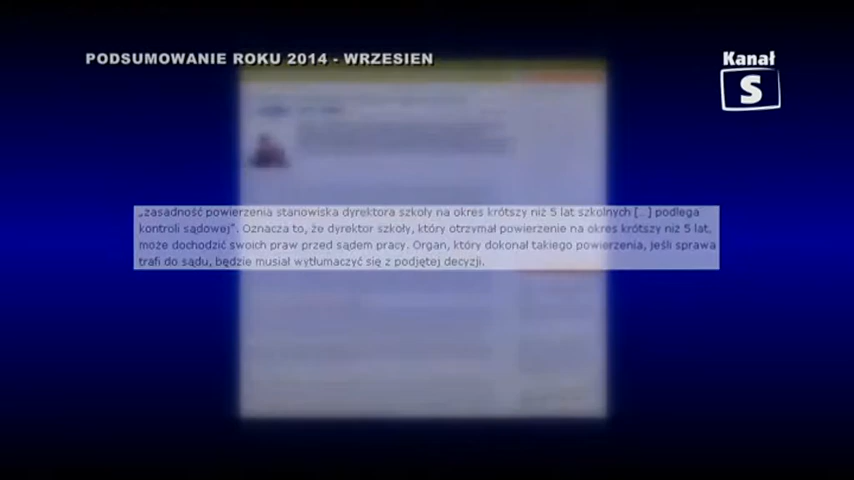 PODSUMOWANIE ROKU 2014 - WRZESIEN
Kanał
S
„zasadność powierzenia stanowiska dyrektora szkoły na okres krótszy niż 5 lat szkolnych [...] podlega
kontroli sądowej”. Oznacza to, że dyrektor szkoły, który otrzymał powierzenie na okres krótszy niż 5 lat,
może dochodzić swoich praw przed sądem pracy. Organ, który dokonał takiego powierzenia, jeśli sprawa
trafi do sądu, będzie musiał wytłumaczyć się z podjętej decyzji.